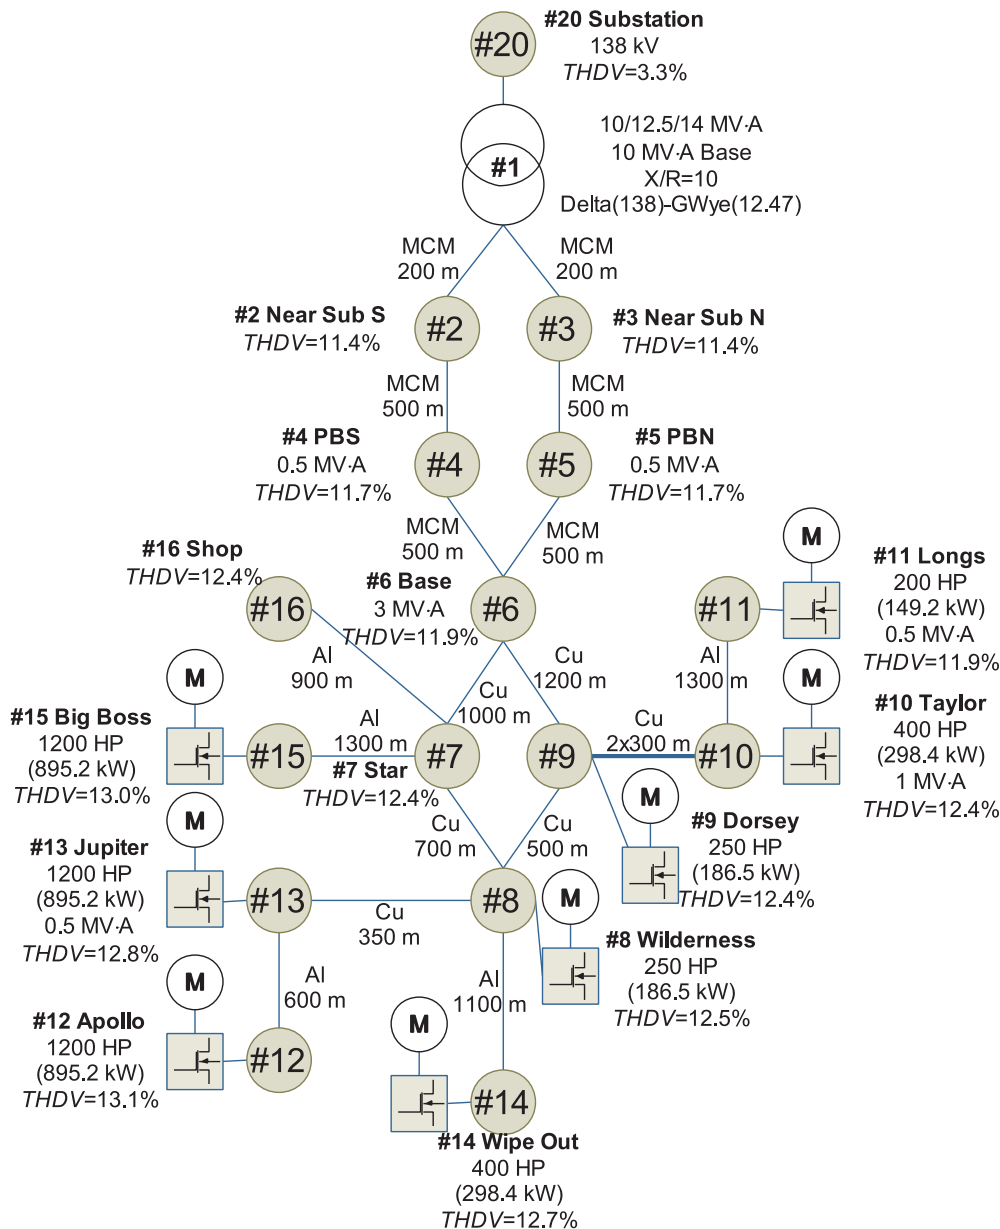 #20 Substation
#20
138 kV
THDV=3.3%
10/12.5/14 MV·A
#1
10 MV·A Base
X/R=10
Delta(138)-GWye(12.47)
MCM
200 m
MCM
200 m
#2 Near Sub S
THDV=11.4%
#2
#3
#3 Near Sub N
THDV=11.4%
MCM
500 m
MCM
500 m
#4 PBS
0.5 MV·A
THDV=11.7%
#4
#5
#5 PBN
0.5 MV·A
THDV=11.7%
MCM
500 m
MCM
500 m
#16 Shop
THDV=12.4%
#16
#6 Base
3 MV·A
THDV=11.9%
#6
#11
M
#11 Longs
200 HP
(149.2 kW)
0.5 MV·A
THDV=11.9%
Al
900 m
Cu
1000 m
Cu
1200 m
Al
1300 m
M
#15 Big Boss
1200 HP
(895.2 kW)
THDV=13.0%
#15
Al
1300 m
#7
#7 Star
THDV=12.4%
#9
Cu
2x300 m
#10
M
#10 Taylor
400 HP
(298.4 kW)
1 MV·A
THDV=12.4%
Cu
700 m
Cu
500 m
M
#9 Dorsey
250 HP
(186.5 kW)
THDV=12.4%
M
#13 Jupiter
1200 HP
(895.2 kW)
0.5 MV·A
THDV=12.8%
#13
Cu
350 m
#8
M
#8 Wilderness
250 HP
(186.5 kW)
THDV=12.5%
Al
600 m
Al
1100 m
M
#12 Apollo
1200 HP
(895.2 kW)
THDV=13.1%
#12
M
#14
#14 Wipe Out
400 HP
(298.4 kW)
THDV=12.7%